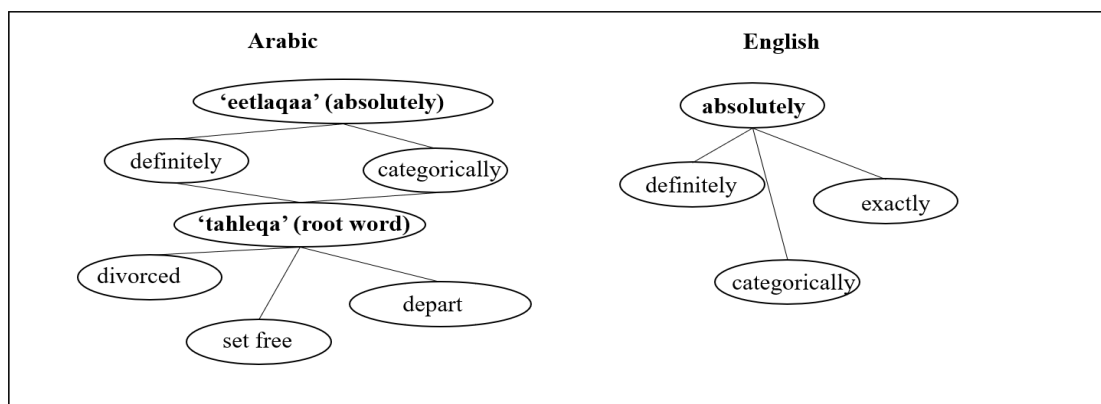 Arabic
‘eetlaqaa’ (absolutely)
definitely
categorically
‘tahleqa’ (root word)
divorced
depart
set free
English
absolutely
definitely
exactly
categorically